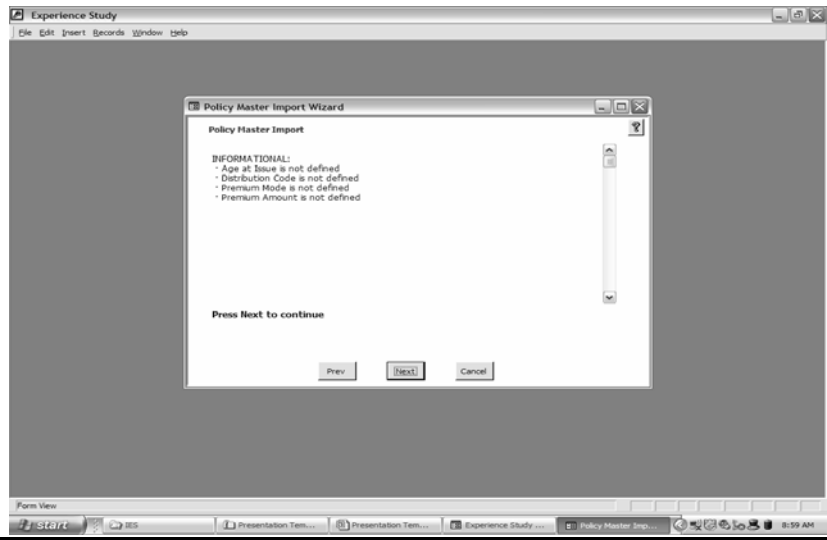 Experience Study
File Edit Insert Records Window Help
Policy Master Import Wizard
Policy Master Import
?
INFORMATIONAL:
- Age at Issue is not defined
- Distribution Code is not defined
- Premium Mode is not defined
- Premium Amount is not defined
Press Next to continue
Prev Next Cancel
Form View
start IES Presentation Tem... Presentation Tem... Experience Study ... Policy Master Imp... 8:59 AM